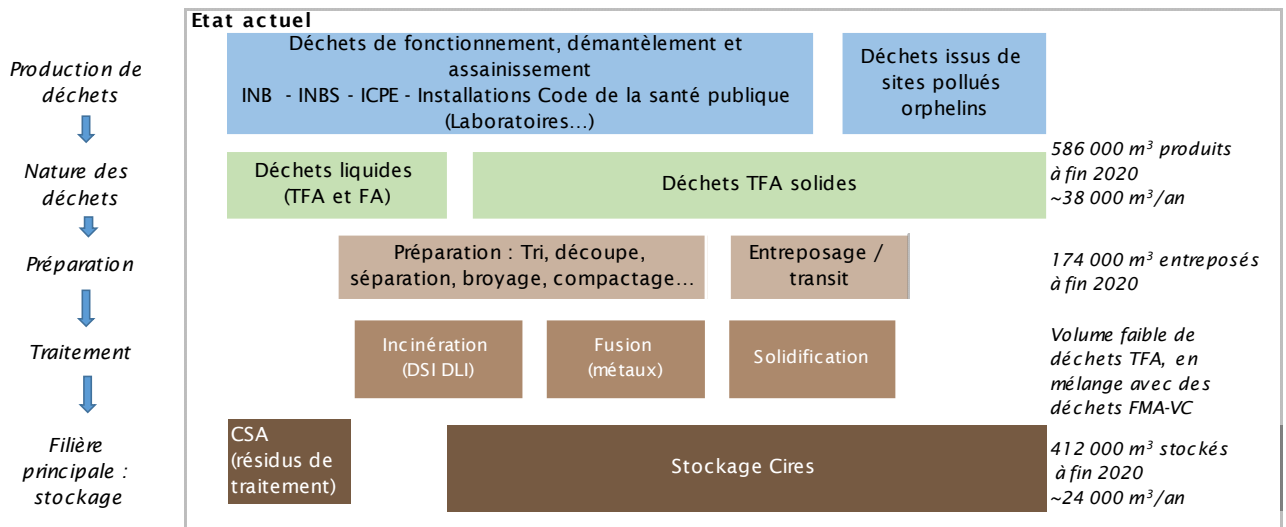 Etat actuel
Production de
déchets
Déchets de fonctionnement, démantèlement et
assainissement
INB - INBS - ICPE - Installations Code de la santé publique
(Laboratoires...)
Déchets issus de
sites pollués
orphelins
Nature des
déchets
Déchets liquides
(TFA et FA)
Déchets TFA solides
586 000 m³ produits
à fin 2020
~38 000 m³/an
Préparation
Préparation : Tri, découpe,
séparation, broyage, compactage...
Entreposage /
transit
174 000 m³ entreposés
à fin 2020
Traitement
Incinération
(DSI DLI)
Fusion
(métaux)
Solidification
Volume faible de
déchets TFA, en
mélange avec des
déchets FMA-VC
Filière
principale :
stockage
CSA
(résidus de
traitement)
Stockage Cires
412 000 m³ stockés
à fin 2020
~24 000 m³/an